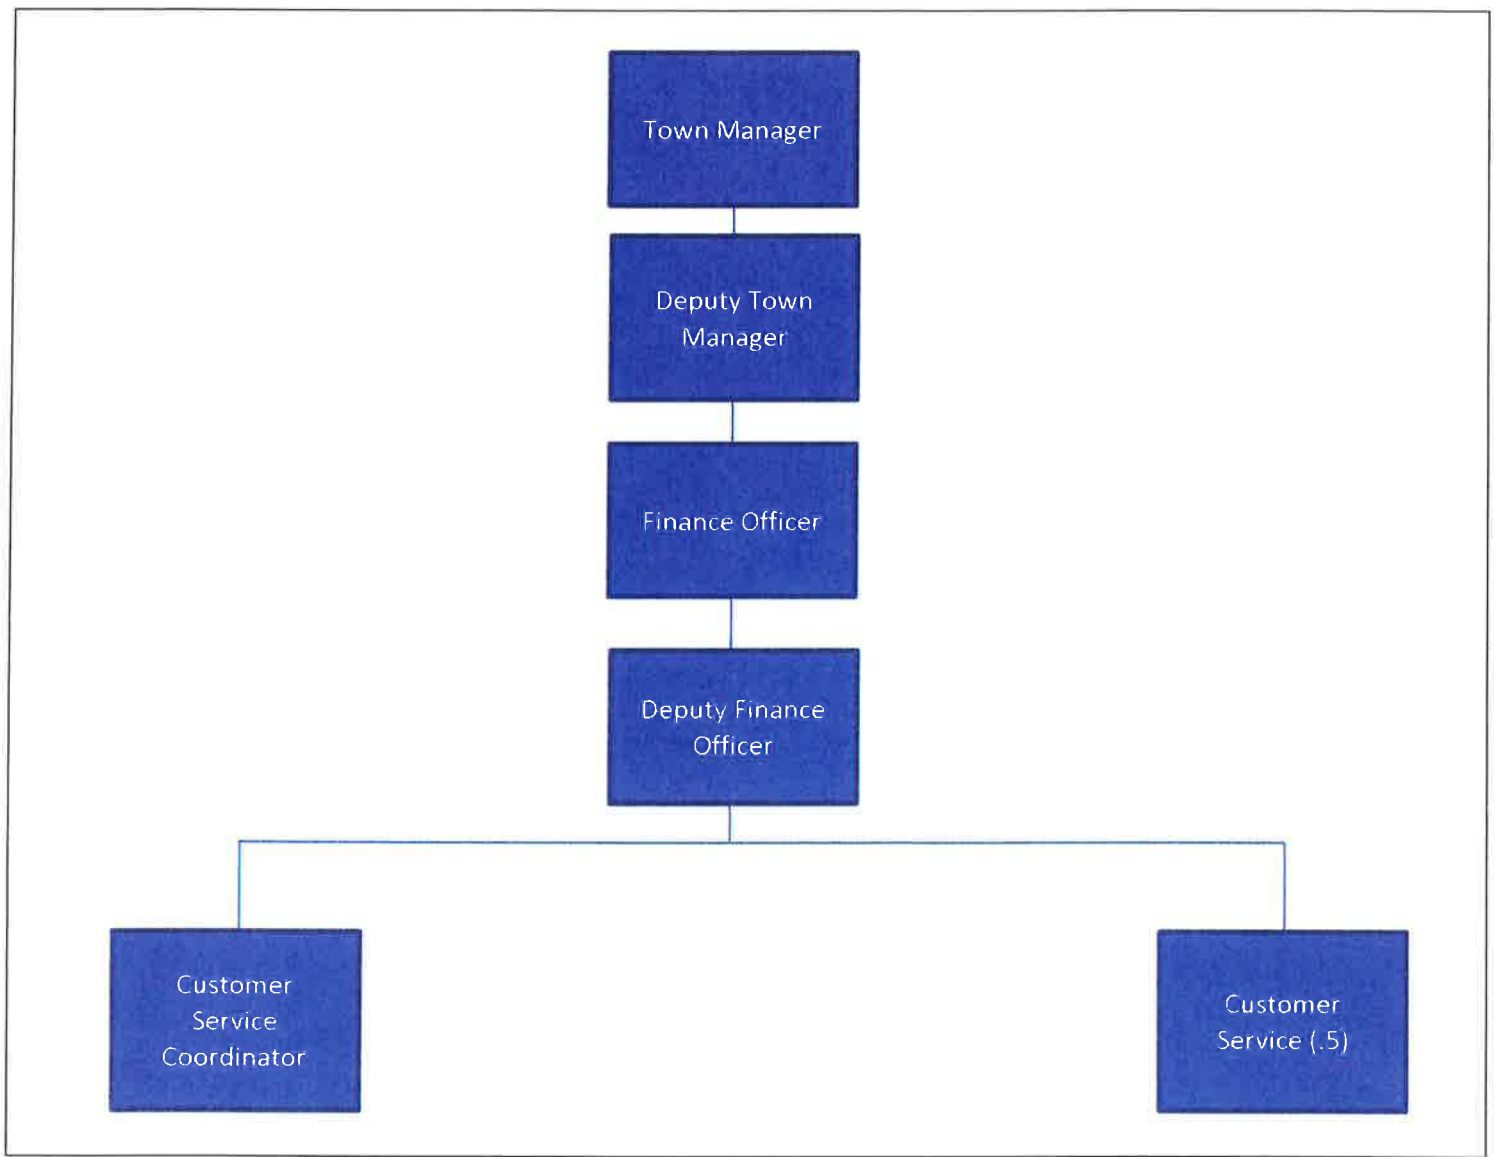 Town Manager
Deputy Town
Manager
Finance Officer
Deputy Finance
Officer
Customer
Service
Coordinator
Customer
Service (.5)